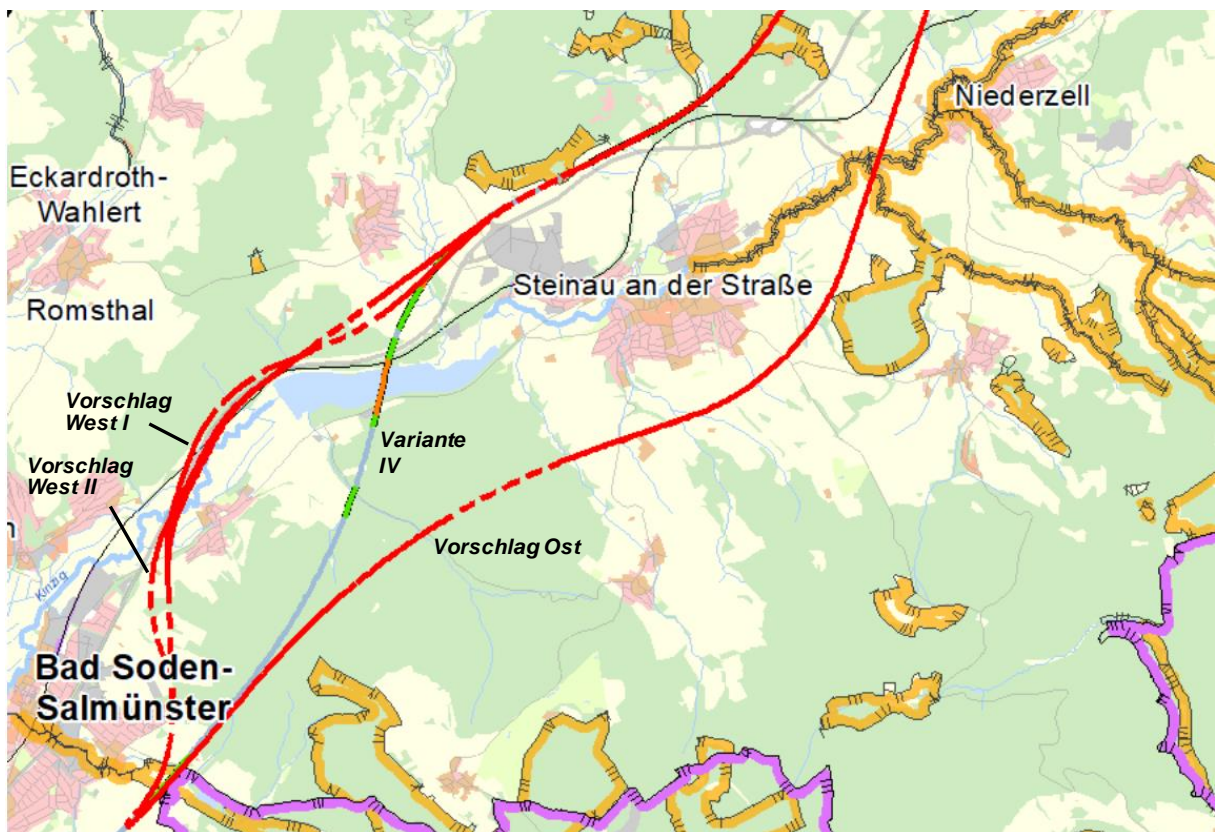 Niederzell
Eckardroth-
Wahlert
Steinau an der Straße
Romsthal
Vorschlag
West I
Variante
IV
Vorschlag
West II
n
Vorschlag Ost
Kinzig
Bad Soden-
Salmünster